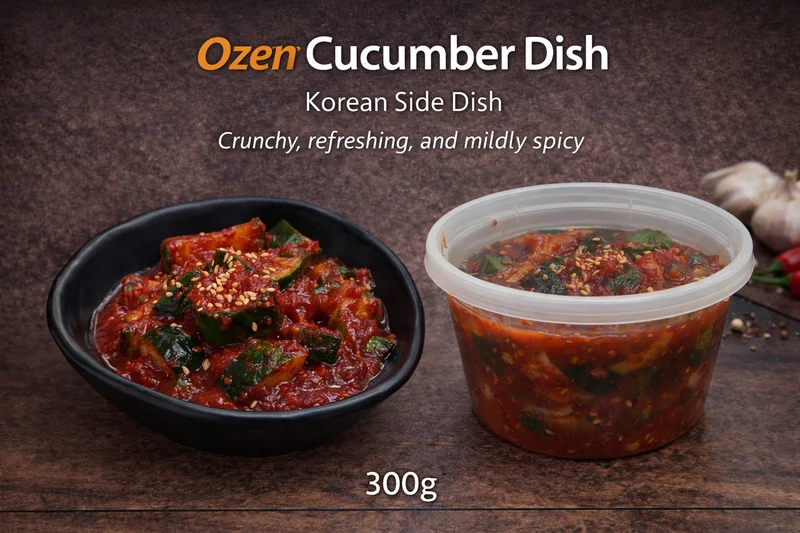 Ozen Cucumber Dish
Korean Side Dish
Crunchy, refreshing, and mildly spicy
300g